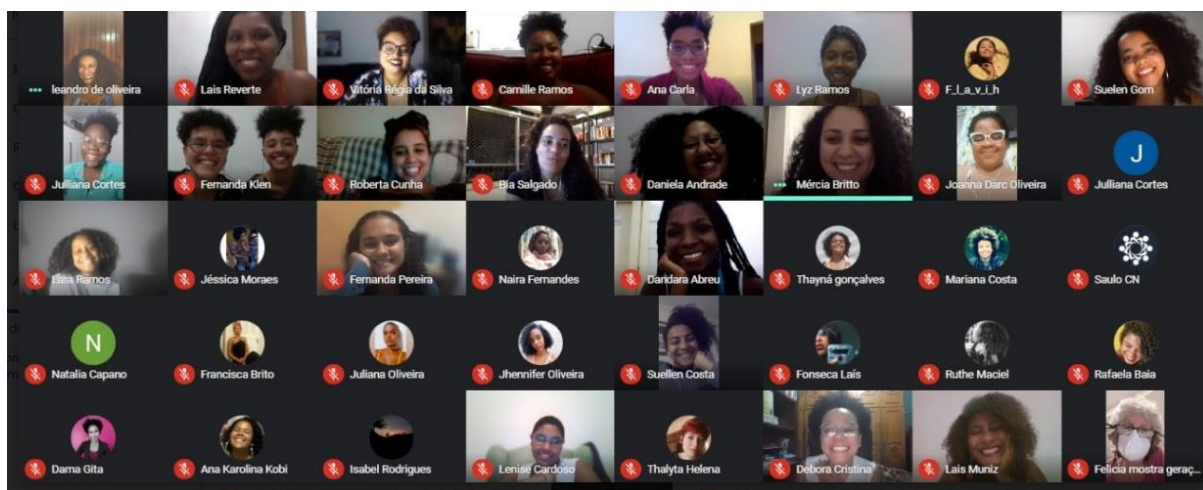 leandro de oliveira
Lais Reverte
Vitória Régia da Silva
Camille Ramos
Ana Carla
Lyz Ramos
F_l_a_v_i_h
Suelen Gom
Julliana Cortes
Fernanda Klen
Roberta Cunha
Bia Salgado
Daniela Andrade
Mércia Britto
Joanna Darc Oliveira
J
Julliana Cortes
Lara Ramos
Jéssica Moraes
Fernanda Pereira
Naira Fernandes
Dandara Abreu
Thayná gonçalves
Mariana Costa
Saulo CN
N
Natalia Capano
Francisca Brito
Juliana Oliveira
Jhennifer Oliveira
Suellen Costa
Fonseca Laís
Ruthe Maciel
Rafaela Baia
Dama Gita
Ana Karolina Kobi
Isabel Rodrigues
Lenise Cardoso
Thalyta Helena
Debora Cristina
Lais Muniz
Felicia mostra geraç...